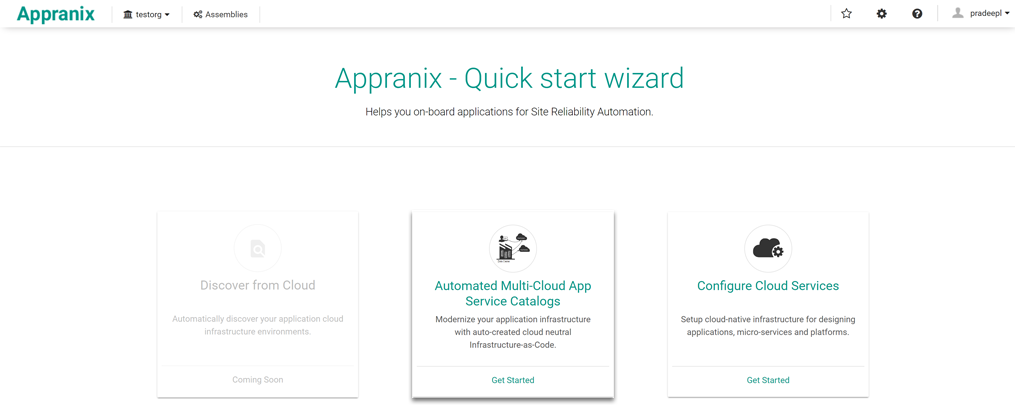 Appranix
testorg
Assemblies
pradeepl
Appranix - Quick start wizard
Helps you on-board applications for Site Reliability Automation.
Discover from Cloud
Automatically discover your application cloud
infrastructure environments.
Coming Soon
Automated Multi-Cloud App
Service Catalogs
Modernize your application infrastructure
with auto-created cloud neutral
Infrastructure-as-Code.
Get Started
Configure Cloud Services
Setup cloud-native infrastructure for designing
applications, micro-services and platforms.
Get Started